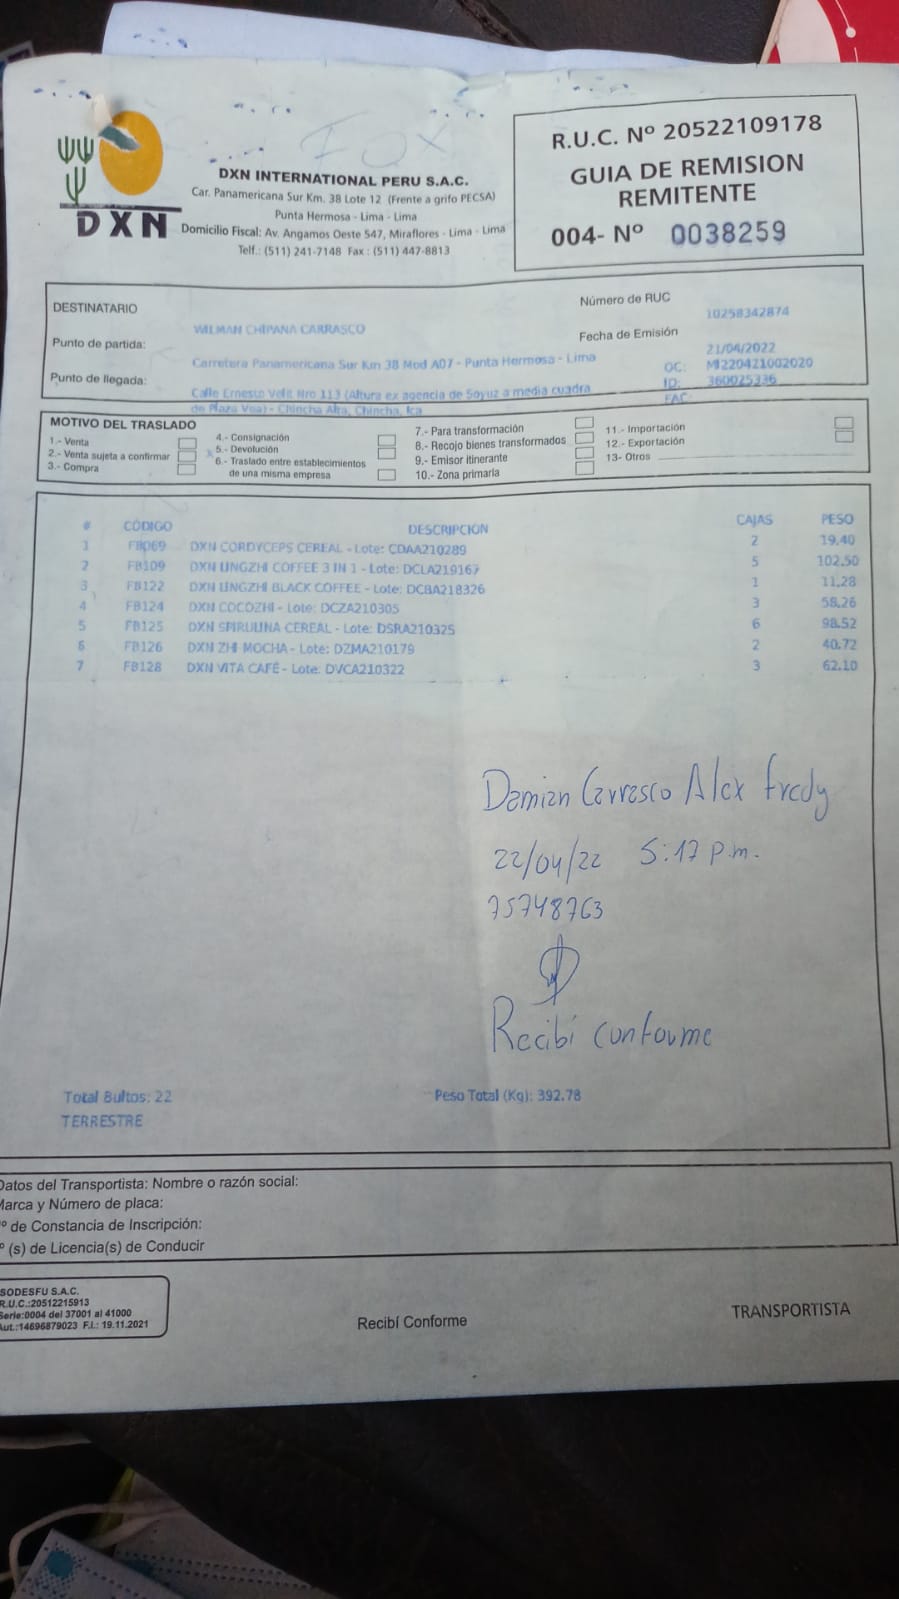 Fox
DXN
DXN INTERNATIONAL PERU S.A.C.
Car. Panamericana Sur Km. 38 Lote 12 (Frente a grifo PECSA)
Punta Hermosa - Lima - Lima
Domicilio Fiscal: Av. Angamos Oeste 547, Miraflores - Lima - Lima
Telf.: (511) 241-7148 Fax : (511) 447-8813
R.U.C. Nº 20522109178
GUIA DE REMISION
REMITENTE
004- Nº 0038259
DESTINATARIO
WILMAN CHIPANA CARRASCO
Número de RUC 10258342874
Punto de partida: Carretera Panamericana Sur Km 38 Mod A07 - Punta Hermosa - Lima
Fecha de Emisión 21/04/2022
OC: MI220421002020
Punto de llegada: Calle Ernesto Velit Nro 113 (Altura ex agencia de Soyuz a media cuadra
ID: 360025336
de Plaza Vea) - Chincha Alta, Chincha, Ica
FAC:
MOTIVO DEL TRASLADO
1.- Venta
2.- Venta sujeta a confirmar
3.- Compra
4.- Consignación
5.- Devolución
6.- Traslado entre establecimientos
de una misma empresa
7.- Para transformación
8.- Recojo bienes transformados
9.- Emisor itinerante
10.- Zona primaria
11.- Importación
12.- Exportación
13- Otros
# CÓDIGO DESCRIPCION CAJAS PESO
1 FB069 DXN CORDYCEPS CEREAL - Lote: CDAA210289 2 19.40
2 FB109 DXN LINGZHI COFFEE 3 IN 1 - Lote: DCLA219167 5 102.50
3 FB122 DXN LINGZHI BLACK COFFEE - Lote: DCBA218326 1 11.28
4 FB124 DXN COCOZHI - Lote: DCZA210305 3 58.26
5 FB125 DXN SPIRULINA CEREAL - Lote: DSRA210325 6 98.52
6 FB126 DXN ZHI MOCHA - Lote: DZMA210179 2 40.72
7 FB128 DXN VITA CAFÉ - Lote: DVCA210322 3 62.10
Damian Carrasco Alex Fredy
22/04/22 5:17 p.m.
75748763
Recibí conforme
Total Bultos: 22 Peso Total (Kg): 392.78
TERRESTRE
Datos del Transportista: Nombre o razón social:
Marca y Número de placa:
º de Constancia de Inscripción:
º (s) de Licencia(s) de Conducir
SODESFU S.A.C.
R.U.C.:20512215913
Serie:0004 del 37001 al 41000
Aut.:14696879023 F.I.: 19.11.2021
Recibí Conforme
TRANSPORTISTA